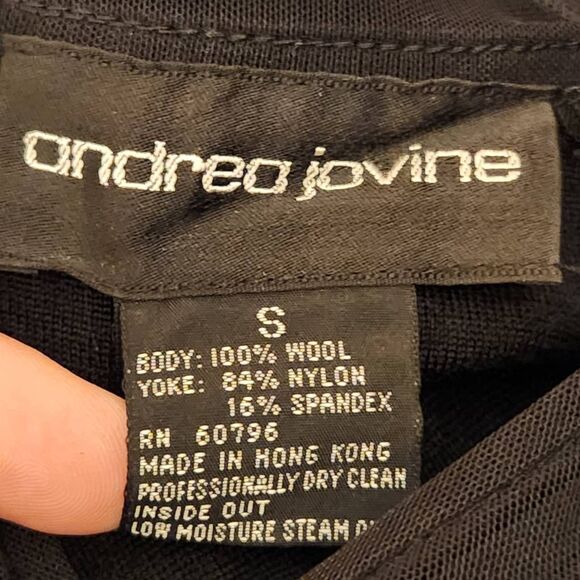 andrea jovine
S
BODY: 100% WOOL
YOKE: 84% NYLON
16% SPANDEX
RN 60796
MADE IN HONG KONG
PROFESSIONALLY DRY CLEAN
INSIDE OUT
LOW MOISTURE STEAM